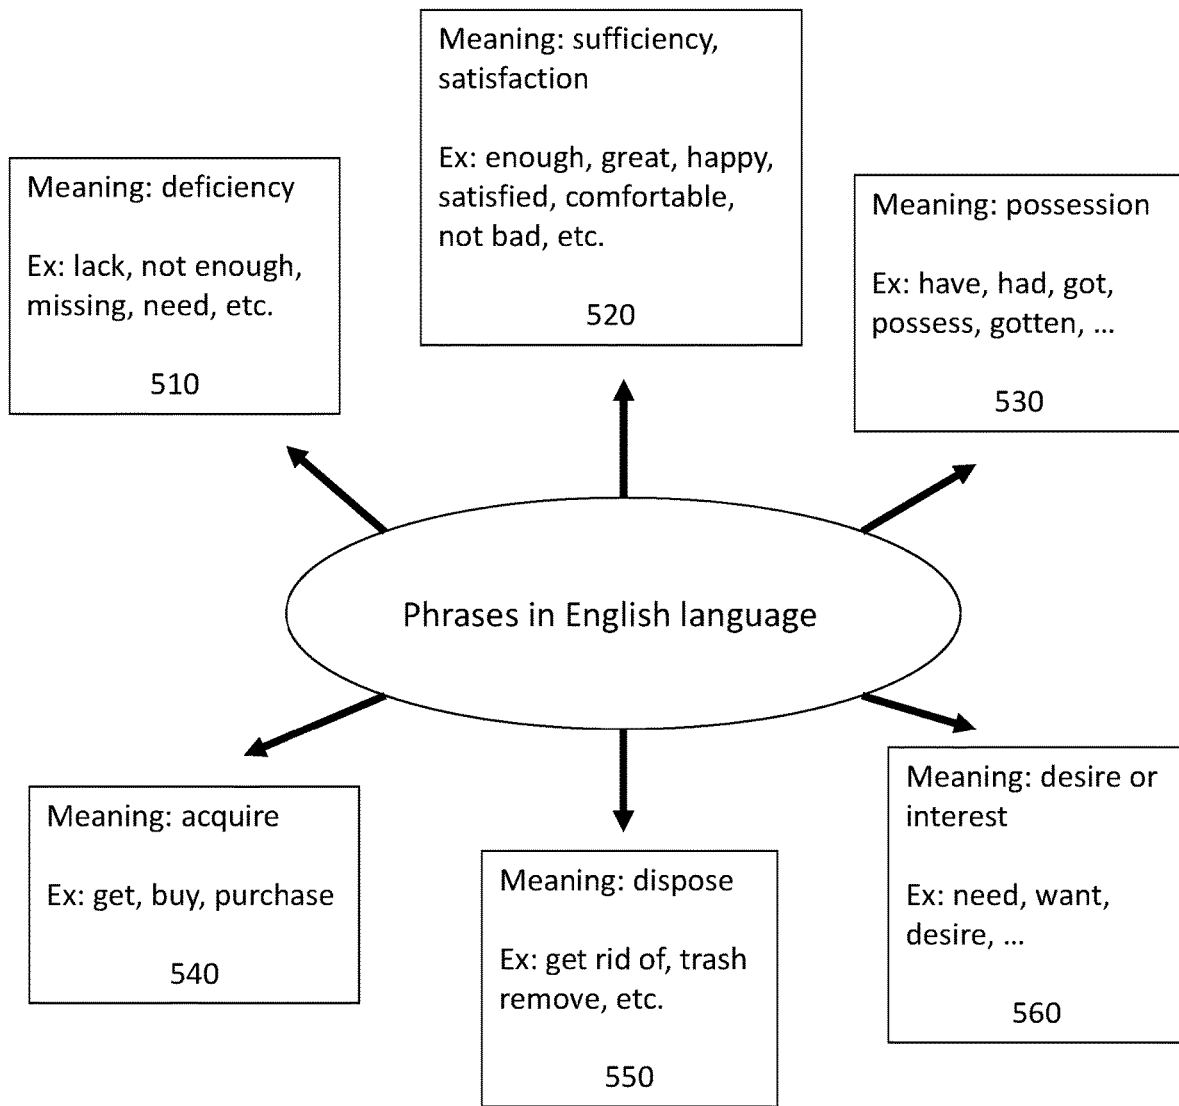 Meaning: deficiency
Ex: lack, not enough,
missing, need, etc.
510
Meaning: sufficiency,
satisfaction
Ex: enough, great, happy,
satisfied, comfortable,
not bad, etc.
520
Meaning: possession
Ex: have, had, got,
possess, gotten, ...
530
Phrases in English language
Meaning: acquire
Ex: get, buy, purchase
540
Meaning: dispose
Ex: get rid of, trash
remove, etc.
550
Meaning: desire or
interest
Ex: need, want,
desire, ...
560